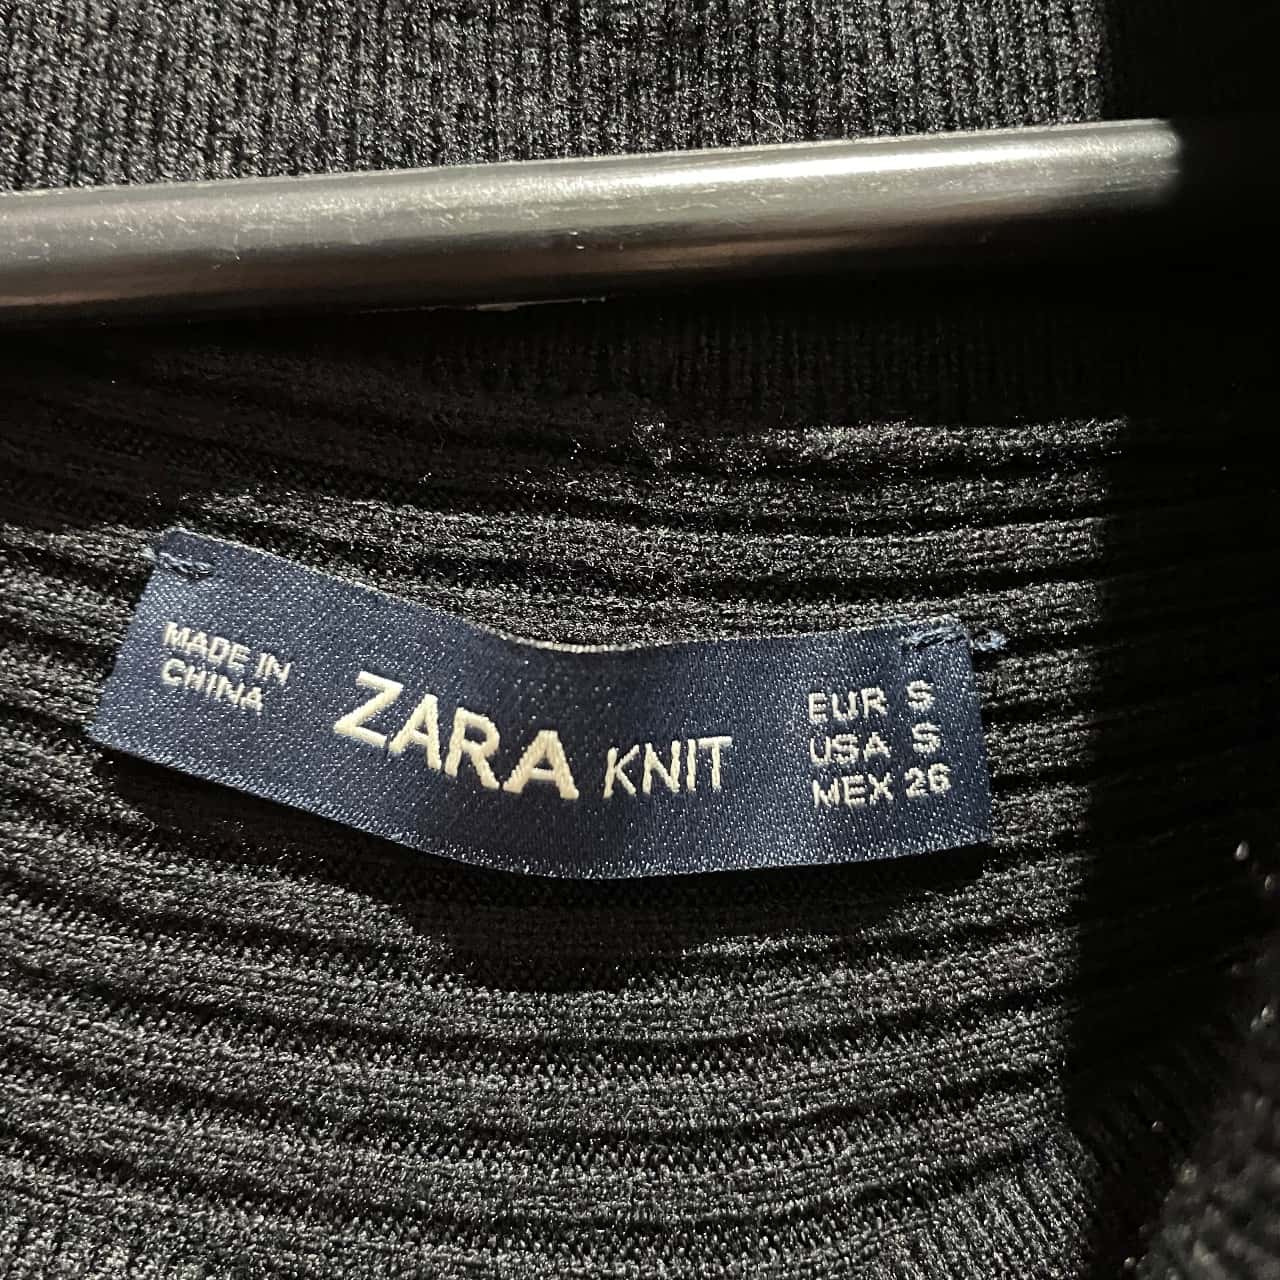 MADE IN
CHINA
ZARA KNIT
EUR S
USA S
MEX 26